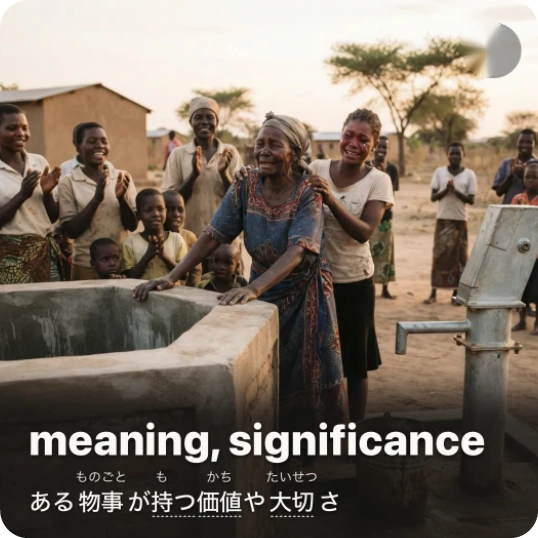 meaning, significance
ものごと も かち たいせつ
ある物事が持つ価値や大切さ